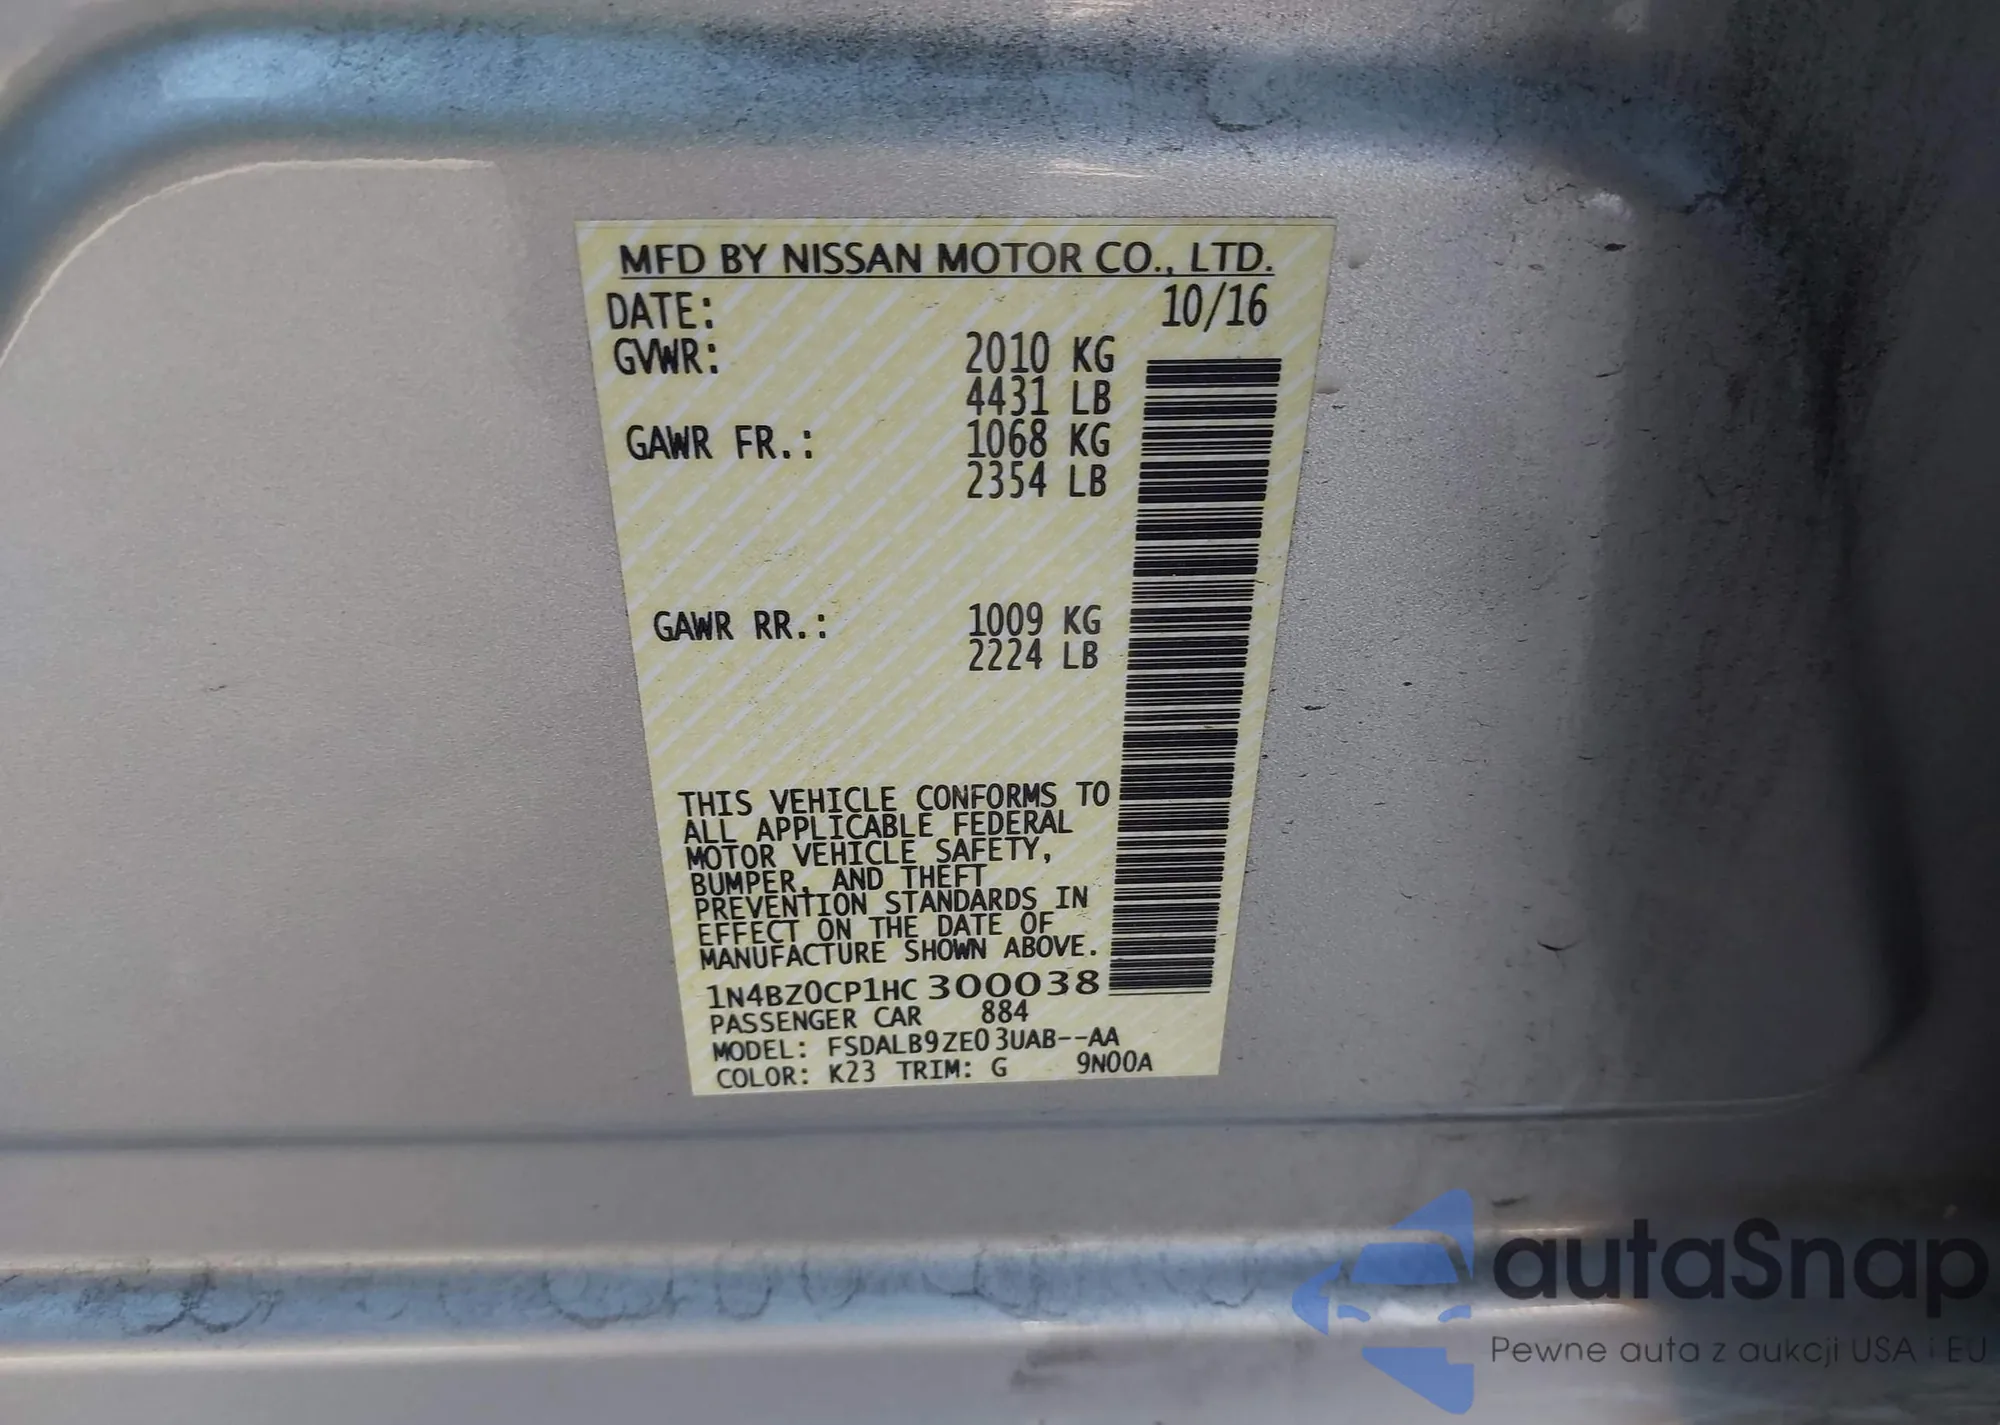 MFD BY NISSAN MOTOR CO., LTD.
DATE: 10/16
GVWR: 2010 KG
4431 LB
GAWR FR.: 1068 KG
2354 LB
GAWR RR.: 1009 KG
2224 LB
THIS VEHICLE CONFORMS TO
ALL APPLICABLE FEDERAL
MOTOR VEHICLE SAFETY,
BUMPER, AND THEFT
PREVENTION STANDARDS IN
EFFECT ON THE DATE OF
MANUFACTURE SHOWN ABOVE.
1N4BZ0CP1HC 300038
PASSENGER CAR 884
MODEL: FSDALB9ZE03UAB--AA
COLOR: K23 TRIM: G 9N00A
autaSnap
Pewne auta z aukcji USA i EU